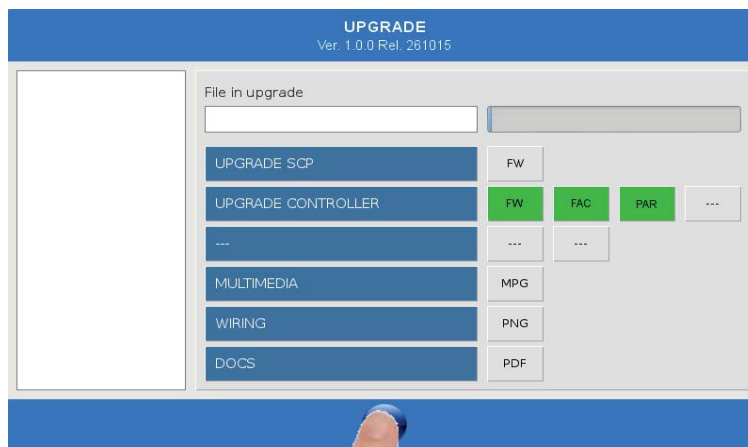 UPGRADE
Ver. 1.0.0 Rel. 261015
File in upgrade
UPGRADE SCP FW
UPGRADE CONTROLLER FW FAC PAR ---
--- --- ---
MULTIMEDIA MPG
WIRING PNG
DOCS PDF